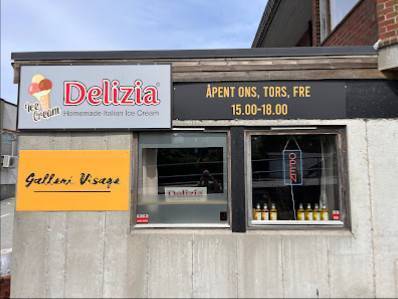 Ice
Cream
Delizia
Homemade Italian Ice Cream
ÅPENT ONS, TORS, FRE
15.00-18.00
Galleri Visage
Delizia
OPEN